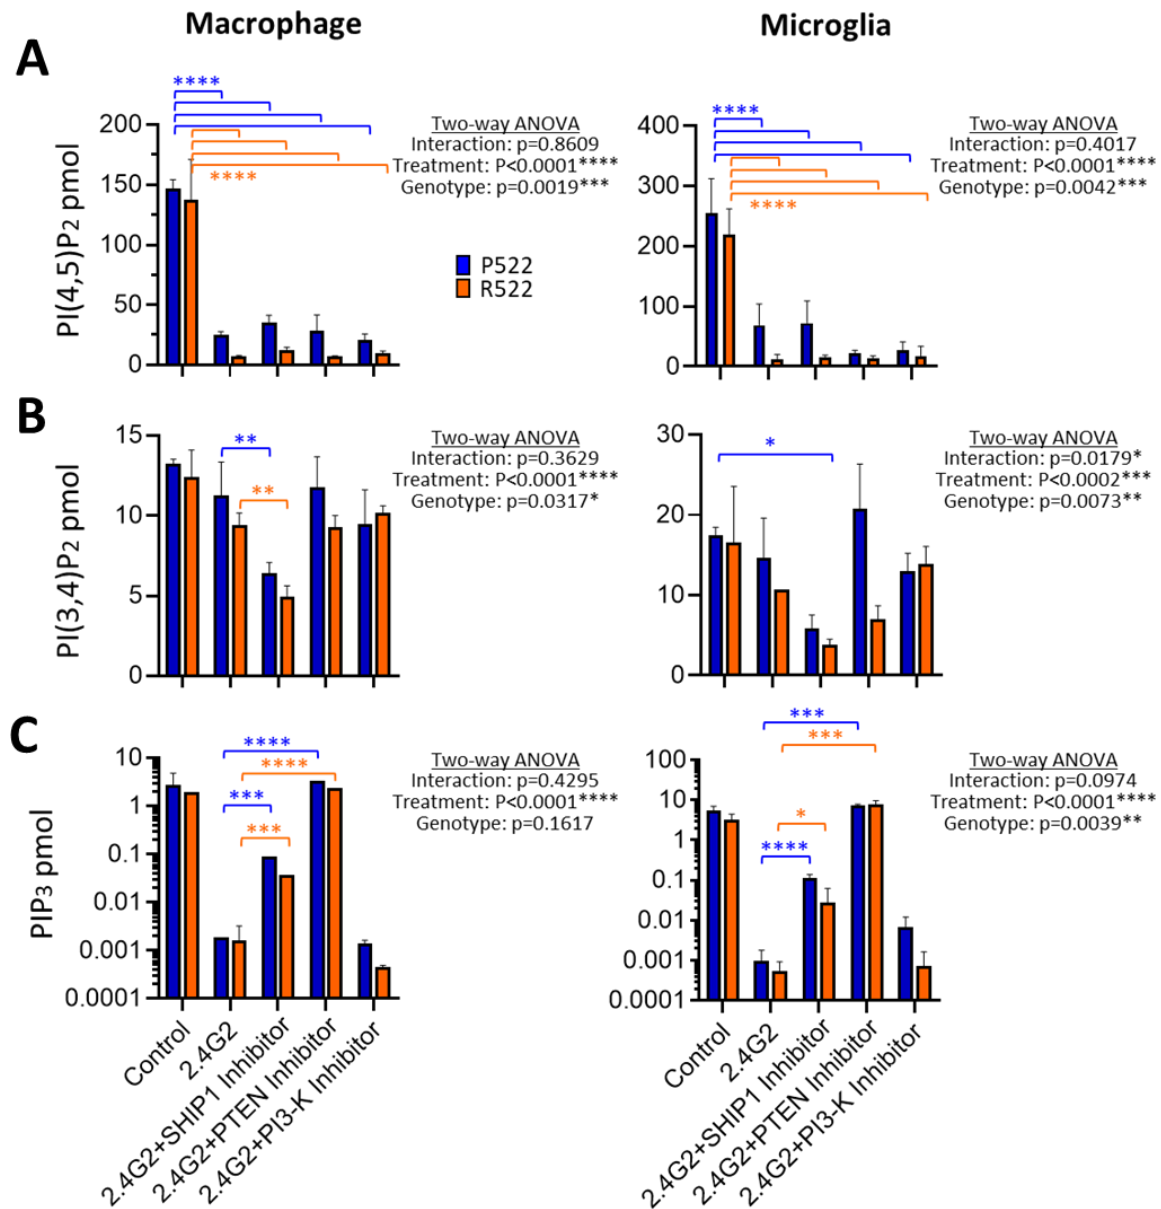 Macrophage
Microglia
A
****
****
PI(4,5)P2 pmol
200
150
100
50
0
Two-way ANOVA
Interaction: p=0.8609
Treatment: P<0.0001****
Genotype: p=0.0019***
P522
R522
****
****
400
300
200
100
0
Two-way ANOVA
Interaction: p=0.4017
Treatment: P<0.0001****
Genotype: p=0.0042***
B
**
**
PI(3,4)P2 pmol
15
10
5
0
Two-way ANOVA
Interaction: p=0.3629
Treatment: P<0.0001****
Genotype: p=0.0317*
*
30
20
10
0
Two-way ANOVA
Interaction: p=0.0179*
Treatment: P<0.0002***
Genotype: p=0.0073**
C
****
****
***
***
PIP3 pmol
10
1
0.1
0.01
0.001
0.0001
Two-way ANOVA
Interaction: p=0.4295
Treatment: P<0.0001****
Genotype: p=0.1617
Control
2.4G2
2.4G2+SHIP1 Inhibitor
2.4G2+PTEN Inhibitor
2.4G2+PI3-K Inhibitor
***
***
*
****
100
10
1
0.1
0.01
0.001
0.0001
Two-way ANOVA
Interaction: p=0.0974
Treatment: P<0.0001****
Genotype: p=0.0039**
Control
2.4G2
2.4G2+SHIP1 Inhibitor
2.4G2+PTEN Inhibitor
2.4G2+PI3-K Inhibitor